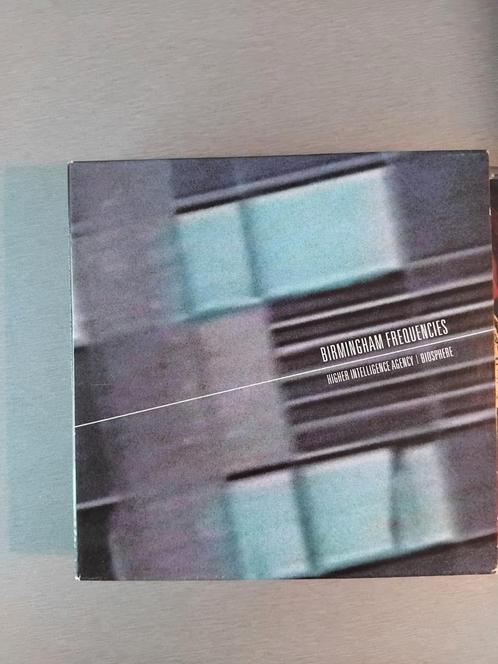 BIRMINGHAM FREQUENCIES
HIGHER INTELLIGENCE AGENCY | BIOSPHERE